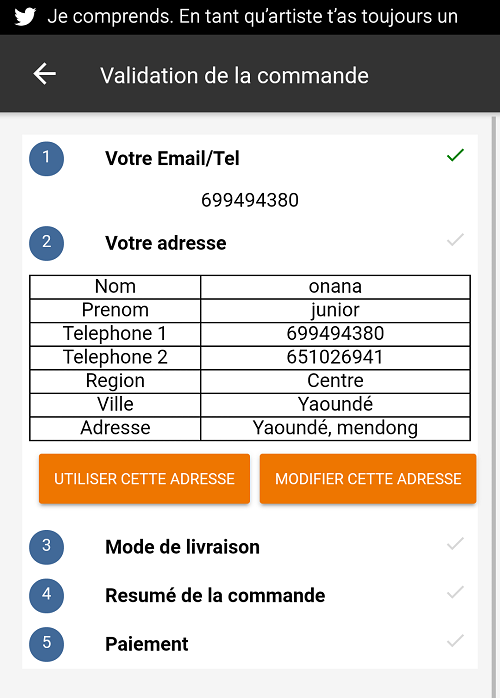 Je comprends. En tant qu'artiste t'as toujours un
Validation de la commande
1 Votre Email/Tel
699494380
2 Votre adresse
Nom onana
Prenom junior
Telephone 1 699494380
Telephone 2 651026941
Region Centre
Ville Yaoundé
Adresse Yaoundé, mendong
UTILISER CETTE ADRESSE MODIFIER CETTE ADRESSE
3 Mode de livraison
4 Resumé de la commande
5 Paiement